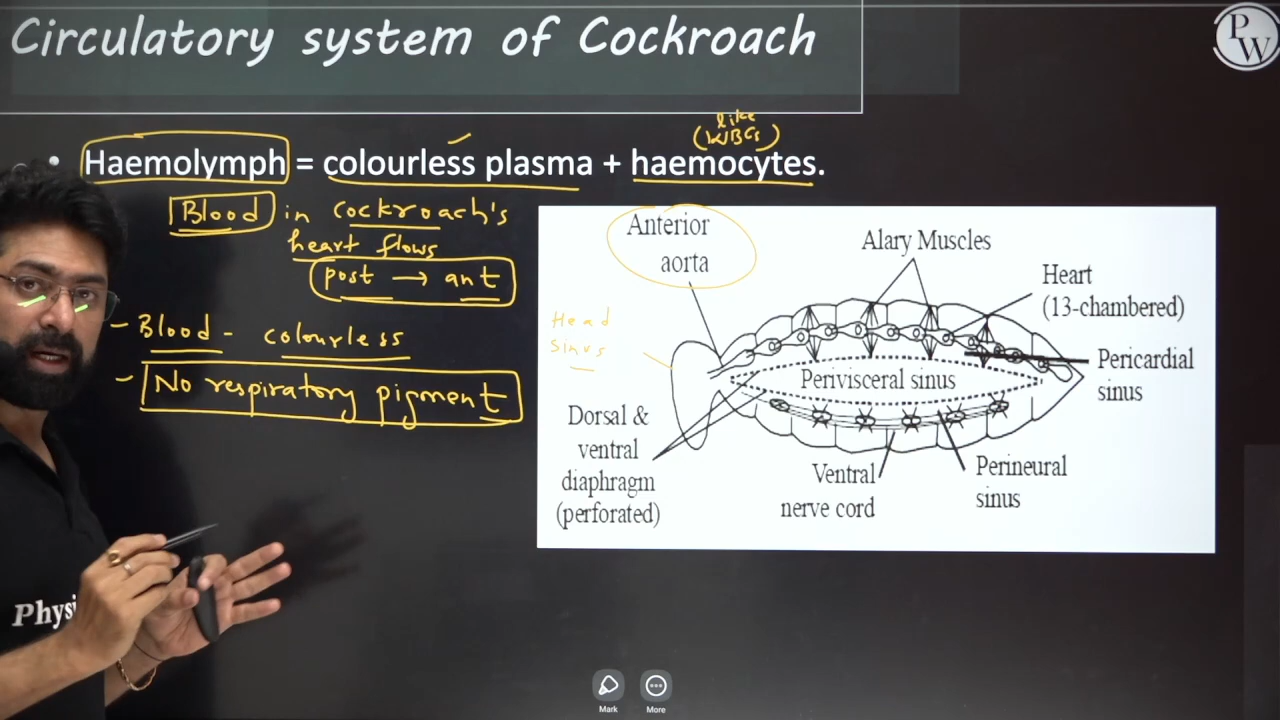 Circulatory system of Cockroach
PW
like
(WBCs)
• Haemolymph = colourless plasma + haemocytes.
Blood in cockroach's
heart flows
post → ant
- Blood - colourless
- No respiratory pigment
Anterior
aorta
Alary Muscles
Heart
(13-chambered)
Head
sinus
Pericardial
sinus
Perivisceral sinus
Dorsal &
ventral
diaphragm
(perforated)
Ventral
nerve cord
Perineural
sinus
Physi
Mark
More